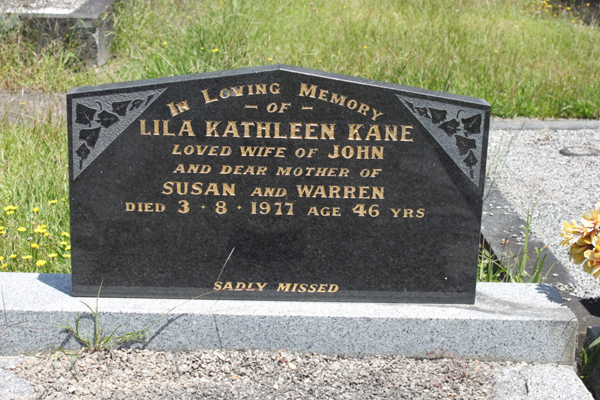 In Loving Memory
– OF –
LILA KATHLEEN KANE
LOVED WIFE OF JOHN
AND DEAR MOTHER OF
SUSAN AND WARREN
DIED 3 · 8 · 1977 AGE 46 YRS
SADLY MISSED